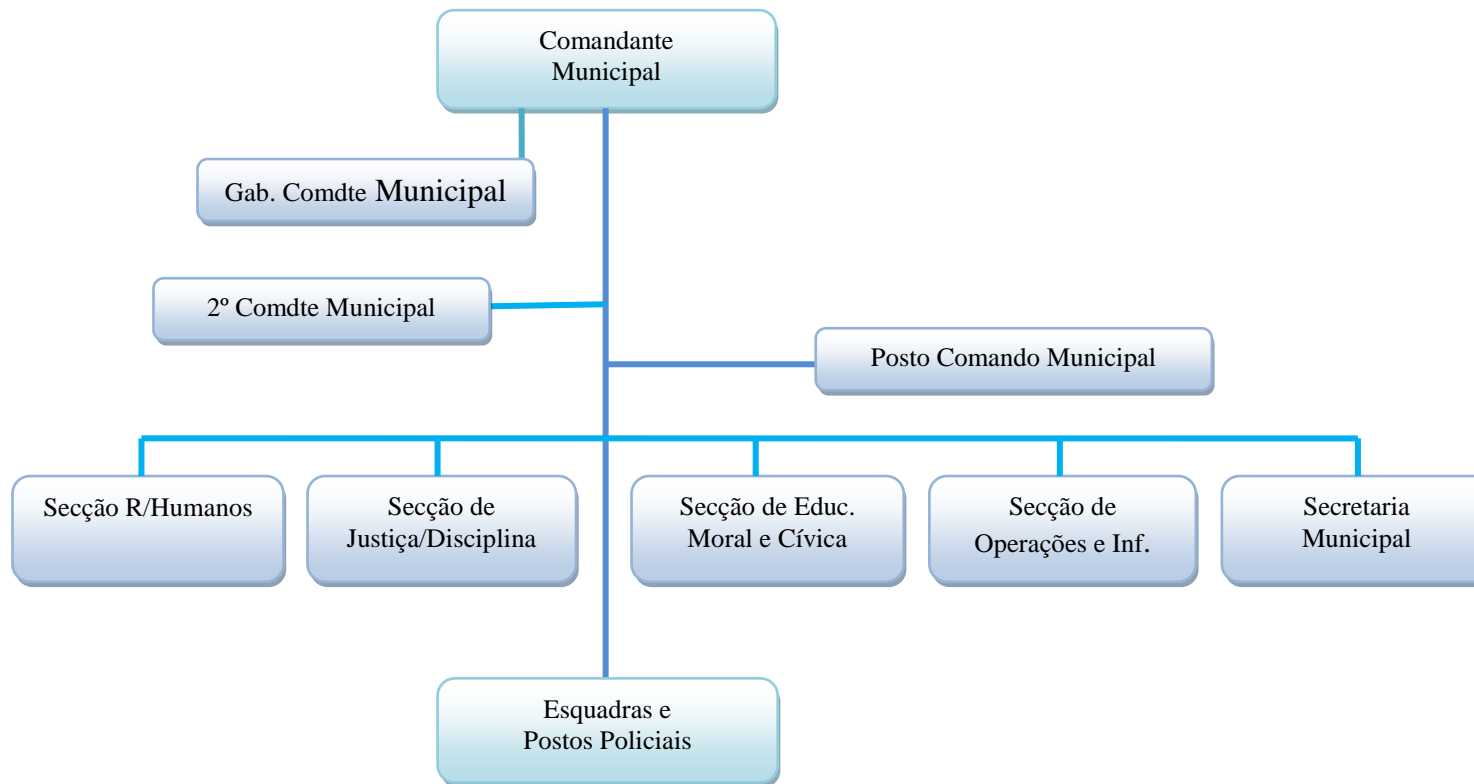 Comandante
Municipal
Gab. Comdte Municipal
2º Comdte Municipal
Posto Comando Municipal
Secção R/Humanos
Secção de
Justiça/Disciplina
Secção de Educ.
Moral e Cívica
Secção de
Operações e Inf.
Secretaria
Municipal
Esquadras e
Postos Policiais